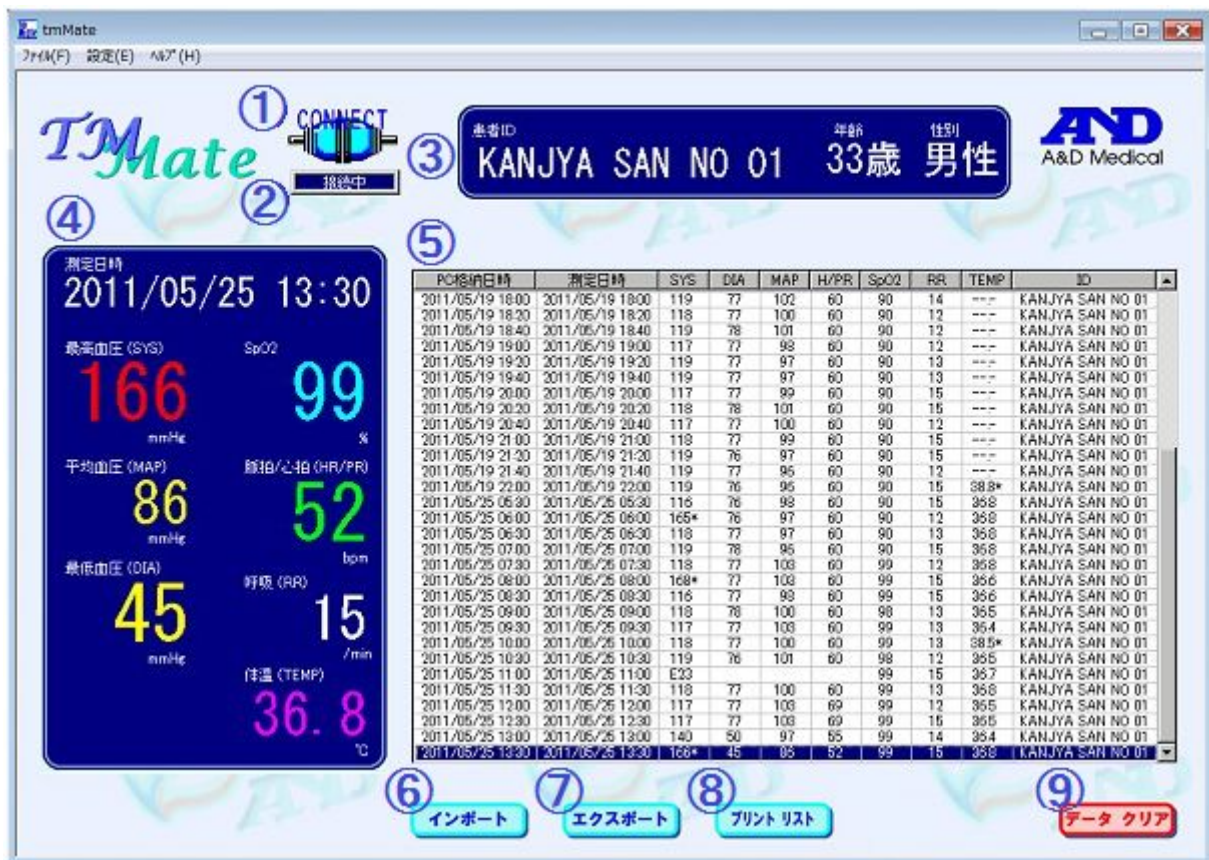 tmMate
ﾌｧｲﾙ(F) 設定(E) ﾍﾙﾌﾟ(H)
TM Mate
① CONNECT
② 接続中
③
患者ID 年齢 性別
KANJYA SAN NO 01 33歳 男性
AND
A&D Medical
④
測定日時
2011/05/25 13:30
最高血圧(SYS) SpO2
166 99
mmHg %
平均血圧(MAP) 脈拍/心拍(HR/PR)
86 52
mmHg bpm
最低血圧(DIA) 呼吸(RR)
45 15
mmHg /min
体温(TEMP)
36.8
℃
⑤
PC格納日時 測定日時 SYS DIA MAP H/PR SpO2 RR TEMP ID
2011/05/19 18:00 2011/05/19 18:00 119 77 102 60 90 14 --.- KANJYA SAN NO 01
2011/05/19 18:20 2011/05/19 18:20 118 77 100 60 90 12 --.- KANJYA SAN NO 01
2011/05/19 18:40 2011/05/19 18:40 119 78 101 60 90 12 --.- KANJYA SAN NO 01
2011/05/19 19:00 2011/05/19 19:00 117 77 98 60 90 12 --.- KANJYA SAN NO 01
2011/05/19 19:20 2011/05/19 19:20 119 77 97 60 90 13 --.- KANJYA SAN NO 01
2011/05/19 19:40 2011/05/19 19:40 119 77 97 60 90 13 --.- KANJYA SAN NO 01
2011/05/19 20:00 2011/05/19 20:00 117 77 99 60 90 15 --.- KANJYA SAN NO 01
2011/05/19 20:20 2011/05/19 20:20 118 78 101 60 90 15 --.- KANJYA SAN NO 01
2011/05/19 20:40 2011/05/19 20:40 117 77 100 60 90 12 --.- KANJYA SAN NO 01
2011/05/19 21:00 2011/05/19 21:00 118 77 99 60 90 15 --.- KANJYA SAN NO 01
2011/05/19 21:20 2011/05/19 21:20 119 76 97 60 90 15 --.- KANJYA SAN NO 01
2011/05/19 21:40 2011/05/19 21:40 119 77 96 60 90 12 --.- KANJYA SAN NO 01
2011/05/19 22:00 2011/05/19 22:00 119 76 96 60 90 15 38.8* KANJYA SAN NO 01
2011/05/25 05:30 2011/05/25 05:30 116 76 98 60 90 15 36.8 KANJYA SAN NO 01
2011/05/25 06:00 2011/05/25 06:00 165* 76 97 60 90 12 36.8 KANJYA SAN NO 01
2011/05/25 06:30 2011/05/25 06:30 118 77 97 60 90 13 36.8 KANJYA SAN NO 01
2011/05/25 07:00 2011/05/25 07:00 119 78 96 60 90 15 36.8 KANJYA SAN NO 01
2011/05/25 07:30 2011/05/25 07:30 118 77 103 60 99 12 36.8 KANJYA SAN NO 01
2011/05/25 08:00 2011/05/25 08:00 168* 77 103 60 99 15 36.6 KANJYA SAN NO 01
2011/05/25 08:30 2011/05/25 08:30 116 77 98 60 99 15 36.6 KANJYA SAN NO 01
2011/05/25 09:00 2011/05/25 09:00 118 78 100 60 98 13 36.5 KANJYA SAN NO 01
2011/05/25 09:30 2011/05/25 09:30 117 77 103 60 99 13 36.4 KANJYA SAN NO 01
2011/05/25 10:00 2011/05/25 10:00 118 77 100 60 99 13 38.5* KANJYA SAN NO 01
2011/05/25 10:30 2011/05/25 10:30 119 76 101 60 98 12 36.5 KANJYA SAN NO 01
2011/05/25 11:00 2011/05/25 11:00 E23 99 15 36.7 KANJYA SAN NO 01
2011/05/25 11:30 2011/05/25 11:30 118 77 100 60 99 13 36.8 KANJYA SAN NO 01
2011/05/25 12:00 2011/05/25 12:00 117 77 103 69 99 12 36.5 KANJYA SAN NO 01
2011/05/25 12:30 2011/05/25 12:30 117 77 103 69 99 15 36.5 KANJYA SAN NO 01
2011/05/25 13:00 2011/05/25 13:00 140 50 97 55 99 14 36.4 KANJYA SAN NO 01
2011/05/25 13:30 2011/05/25 13:30 166* 45 86 52 99 15 36.8 KANJYA SAN NO 01
⑥ インポート ⑦ エクスポート ⑧ プリント リスト ⑨ データ クリア